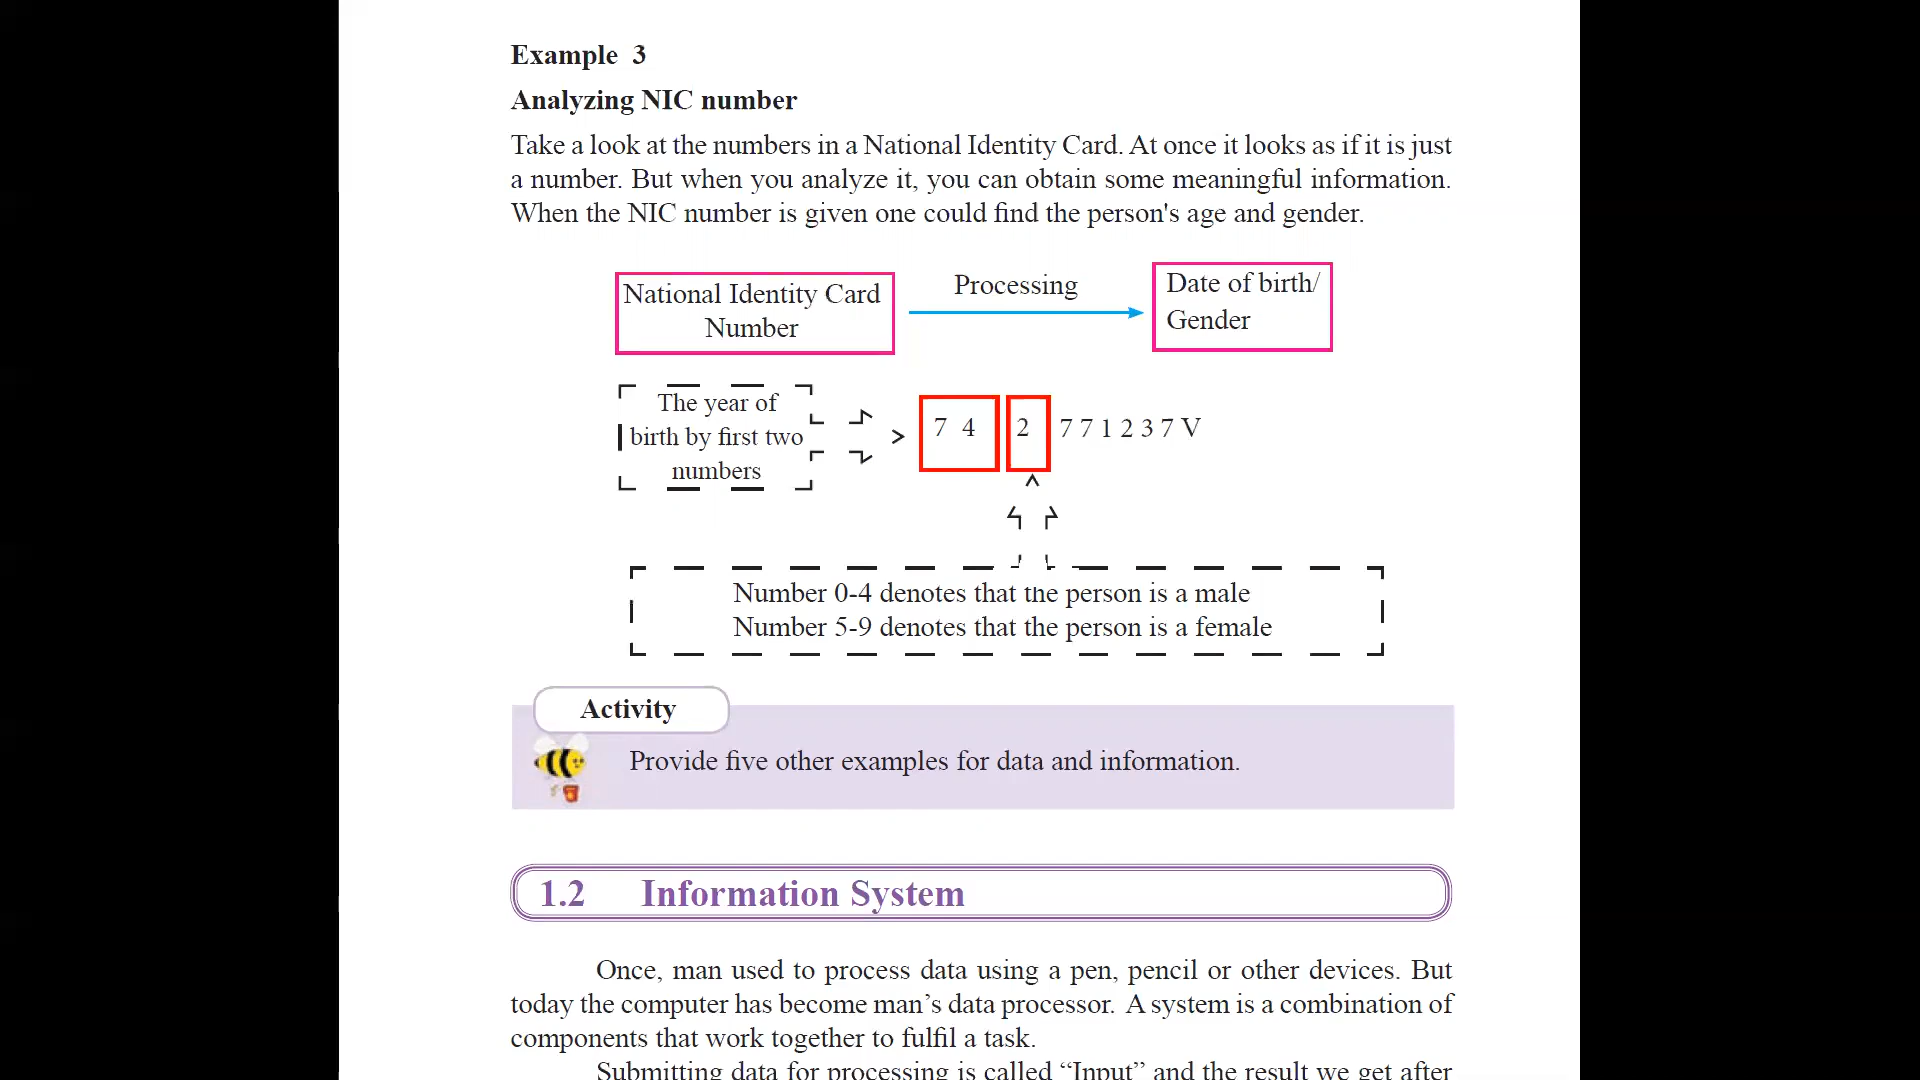 Example 3
Analyzing NIC number
Take a look at the numbers in a National Identity Card. At once it looks as if it is just
a number. But when you analyze it, you can obtain some meaningful information.
When the NIC number is given one could find the person's age and gender.
National Identity Card
Number
Processing
Date of birth/
Gender
The year of
birth by first two
numbers
7 4 2 7 7 1 2 3 7 V
Number 0-4 denotes that the person is a male
Number 5-9 denotes that the person is a female
Activity
Provide five other examples for data and information.
1.2 Information System
Once, man used to process data using a pen, pencil or other devices. But
today the computer has become man’s data processor. A system is a combination of
components that work together to fulfil a task.
Submitting data for processing is called “Input” and the result we get after